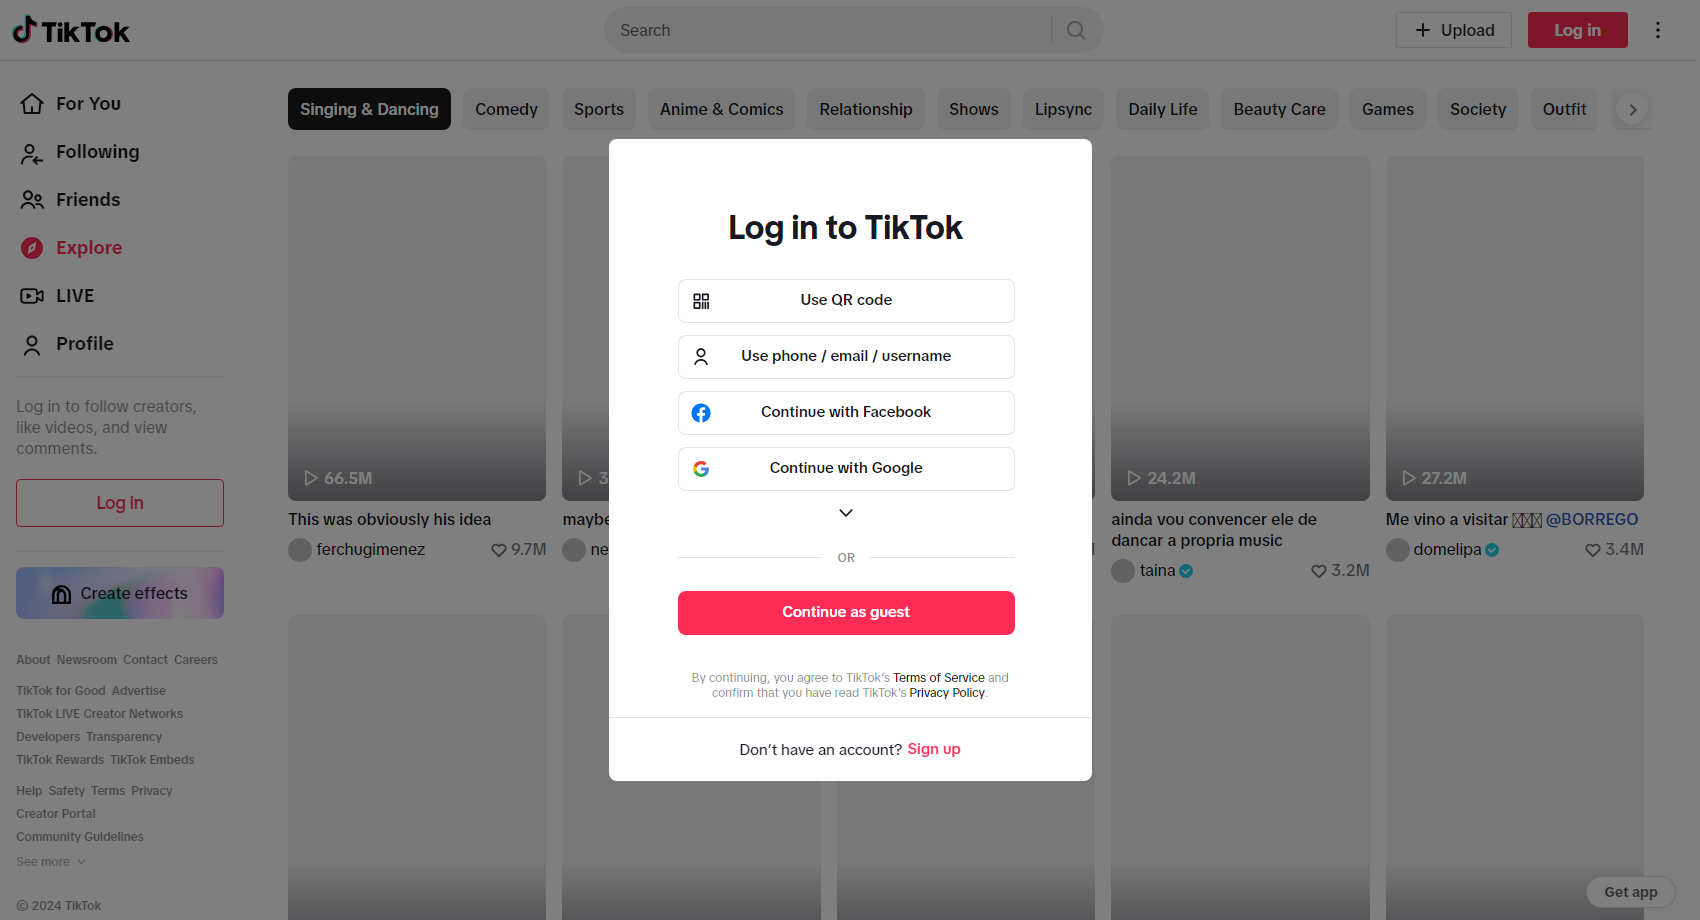 TikTok
Search
Upload
Log in
For You
Following
Friends
Explore
LIVE
Profile
Log in to follow creators,
like videos, and view
comments.
Log in
Create effects
About Newsroom Contact Careers
TikTok for Good Advertise
TikTok LIVE Creator Networks
Developers Transparency
TikTok Rewards TikTok Embeds
Help Safety Terms Privacy
Creator Portal
Community Guidelines
See more
© 2024 TikTok
Singing & Dancing Comedy Sports Anime & Comics Relationship Shows Lipsync Daily Life Beauty Care Games Society Outfit
66.5M
This was obviously his idea
ferchugimenez 9.7M
24.2M
ainda vou convencer ele de
dancar a propria music
taina 3.2M
27.2M
Me vino a visitar @BORREGO
domelipa 3.4M
Log in to TikTok
Use QR code
Use phone / email / username
Continue with Facebook
Continue with Google
OR
Continue as guest
By continuing, you agree to TikTok's Terms of Service and
confirm that you have read TikTok's Privacy Policy.
Don't have an account? Sign up
Get app